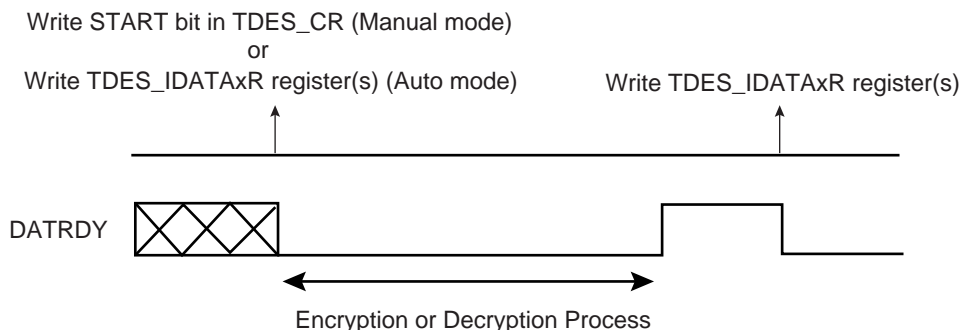 Write START bit in TDES_CR (Manual mode)
or
Write TDES_IDATAxR register(s) (Auto mode)
Write TDES_IDATAxR register(s)
DATRDY
Encryption or Decryption Process